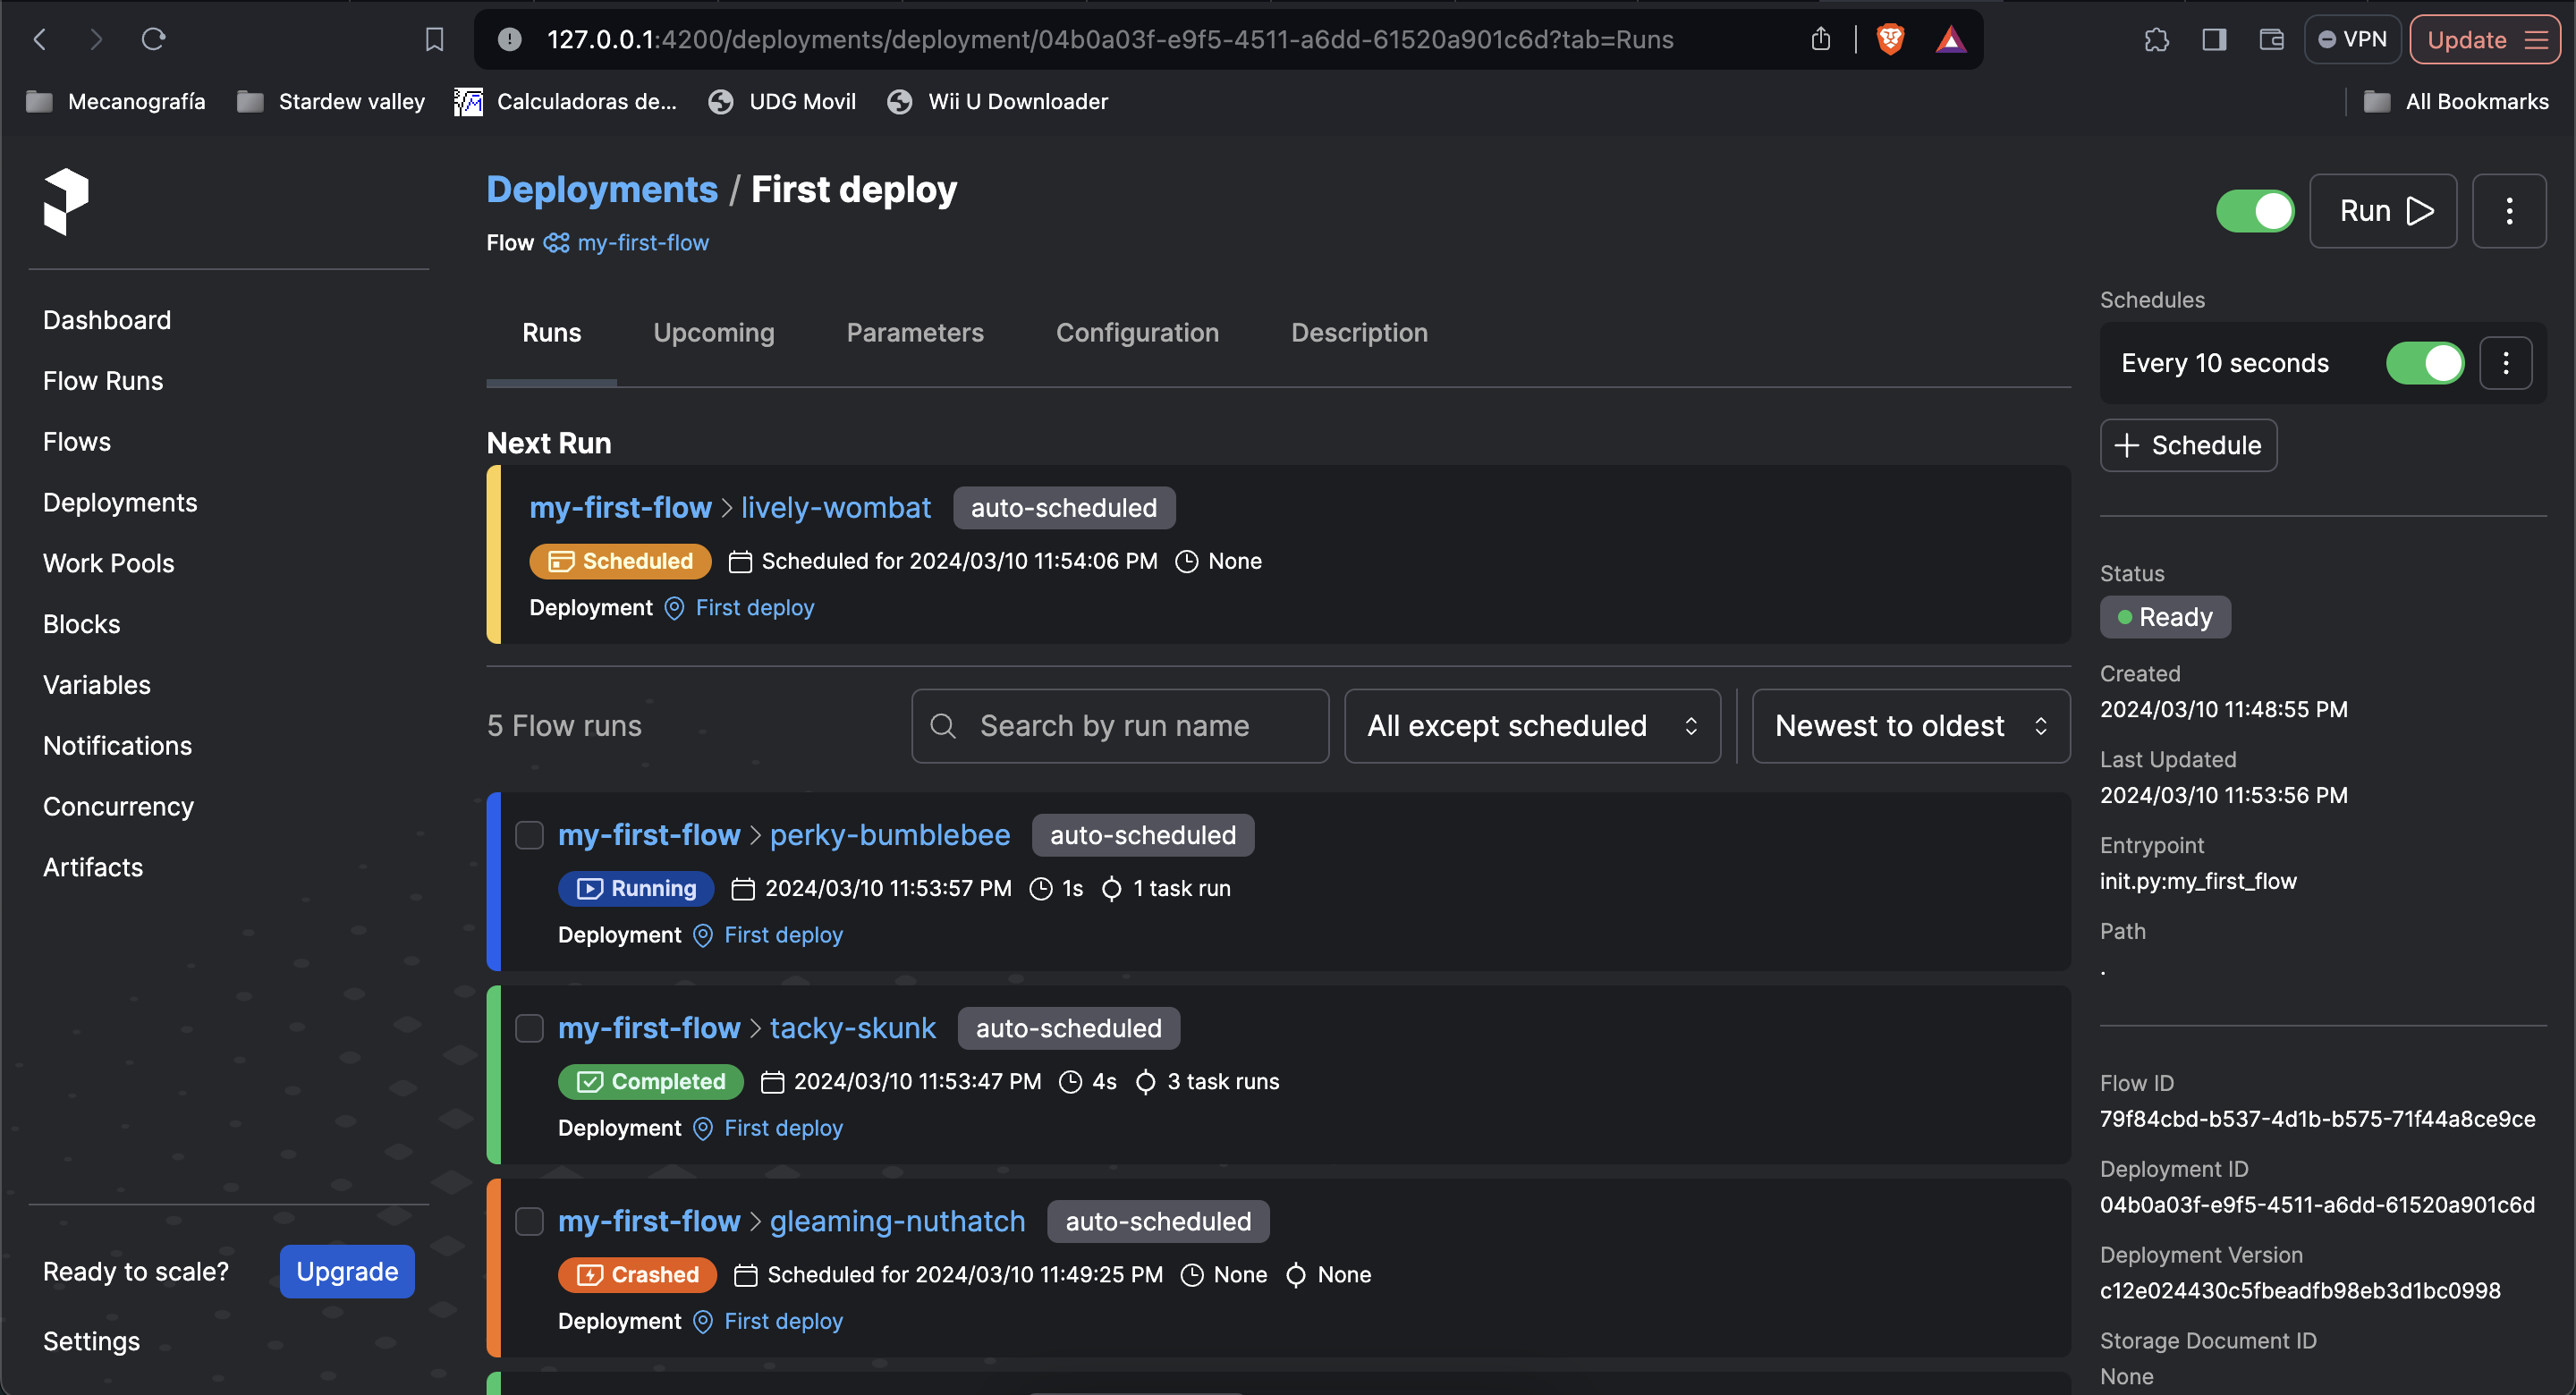 127.0.0.1:4200/deployments/deployment/04b0a03f-e9f5-4511-a6dd-61520a901c6d?tab=Runs
VPN
Update
Mecanografía
Stardew valley
Calculadoras de...
UDG Movil
Wii U Downloader
All Bookmarks
Dashboard
Flow Runs
Flows
Deployments
Work Pools
Blocks
Variables
Notifications
Concurrency
Artifacts
Ready to scale?
Upgrade
Settings
Deployments / First deploy
Flow my-first-flow
Run
Runs
Upcoming
Parameters
Configuration
Description
Next Run
my-first-flow > lively-wombat auto-scheduled
Scheduled Scheduled for 2024/03/10 11:54:06 PM None
Deployment First deploy
5 Flow runs
Search by run name
All except scheduled
Newest to oldest
my-first-flow > perky-bumblebee auto-scheduled
Running 2024/03/10 11:53:57 PM 1s 1 task run
Deployment First deploy
my-first-flow > tacky-skunk auto-scheduled
Completed 2024/03/10 11:53:47 PM 4s 3 task runs
Deployment First deploy
my-first-flow > gleaming-nuthatch auto-scheduled
Crashed Scheduled for 2024/03/10 11:49:25 PM None None
Deployment First deploy
Schedules
Every 10 seconds
+ Schedule
Status
Ready
Created
2024/03/10 11:48:55 PM
Last Updated
2024/03/10 11:53:56 PM
Entrypoint
init.py:my_first_flow
Path
.
Flow ID
79f84cbd-b537-4d1b-b575-71f44a8ce9ce
Deployment ID
04b0a03f-e9f5-4511-a6dd-61520a901c6d
Deployment Version
c12e024430c5fbeadfb98eb3d1bc0998
Storage Document ID
None